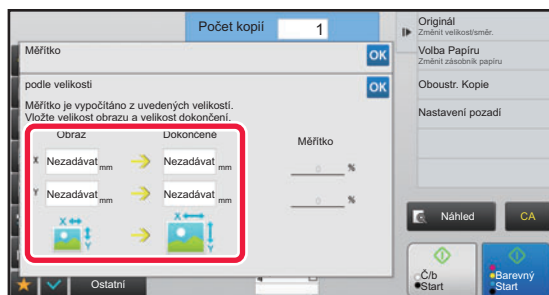 Počet kopií 1
Originál
Změnit velikost/směr.
Měřítko OK
Volba Papíru
Změnit zásobník papíru
podle velikosti OK
Oboustr. Kopie
Měřítko je vypočítáno z uvedených velikostí.
Vložte velikost obrazu a velikost dokončení.
Nastavení pozadí
Obraz Dokončené
Měřítko
X Nezadávat mm Nezadávat mm 0 %
Y Nezadávat mm Nezadávat mm 0 %
X Y X Y
Náhled CA
Ostatní
Č/b
Start
Barevný
Start